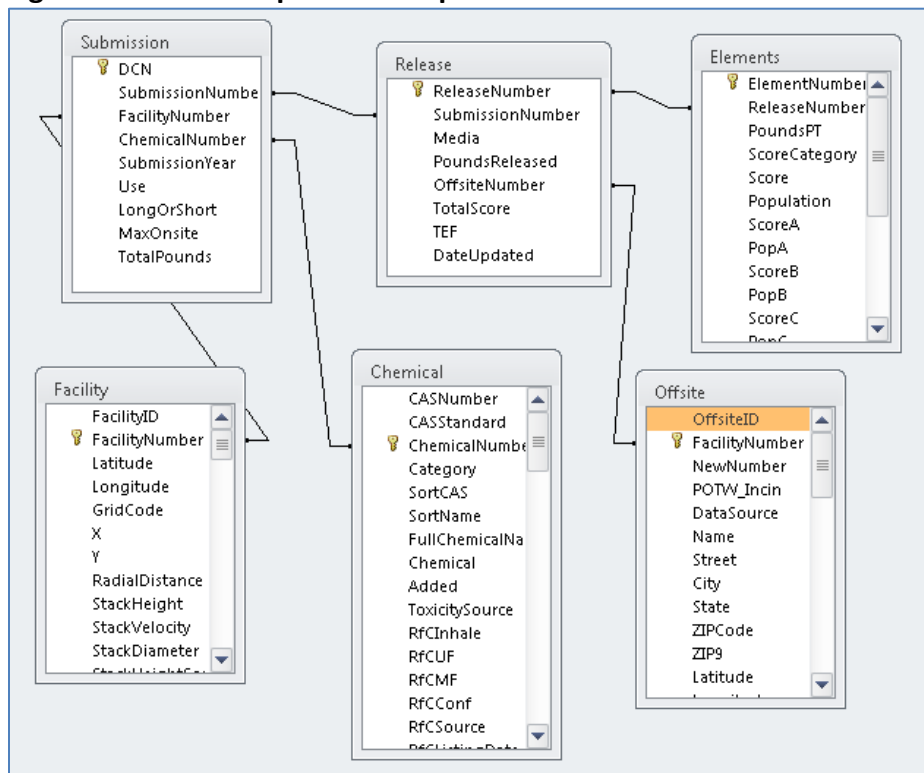 Submission
DCN
SubmissionNumbe
FacilityNumber
ChemicalNumber
SubmissionYear
Use
LongOrShort
MaxOnsite
TotalPounds
Release
ReleaseNumber
SubmissionNumber
Media
PoundsReleased
OffsiteNumber
TotalScore
TEF
DateUpdated
Elements
ElementNumber
ReleaseNumber
PoundsPT
ScoreCategory
Score
Population
ScoreA
PopA
ScoreB
PopB
ScoreC
PopC
Facility
FacilityID
FacilityNumber
Latitude
Longitude
GridCode
X
Y
RadialDistance
StackHeight
StackVelocity
StackDiameter
Chemical
CASNumber
CASStandard
ChemicalNumbe
Category
SortCAS
SortName
FullChemicalNa
Chemical
Added
ToxicitySource
RfCInhale
RfCUF
RfCMF
RfCConf
RfCSource
RfCListingDate
Offsite
OffsiteID
FacilityNumber
NewNumber
POTW_Incin
DataSource
Name
Street
City
State
ZIPCode
ZIP9
Latitude